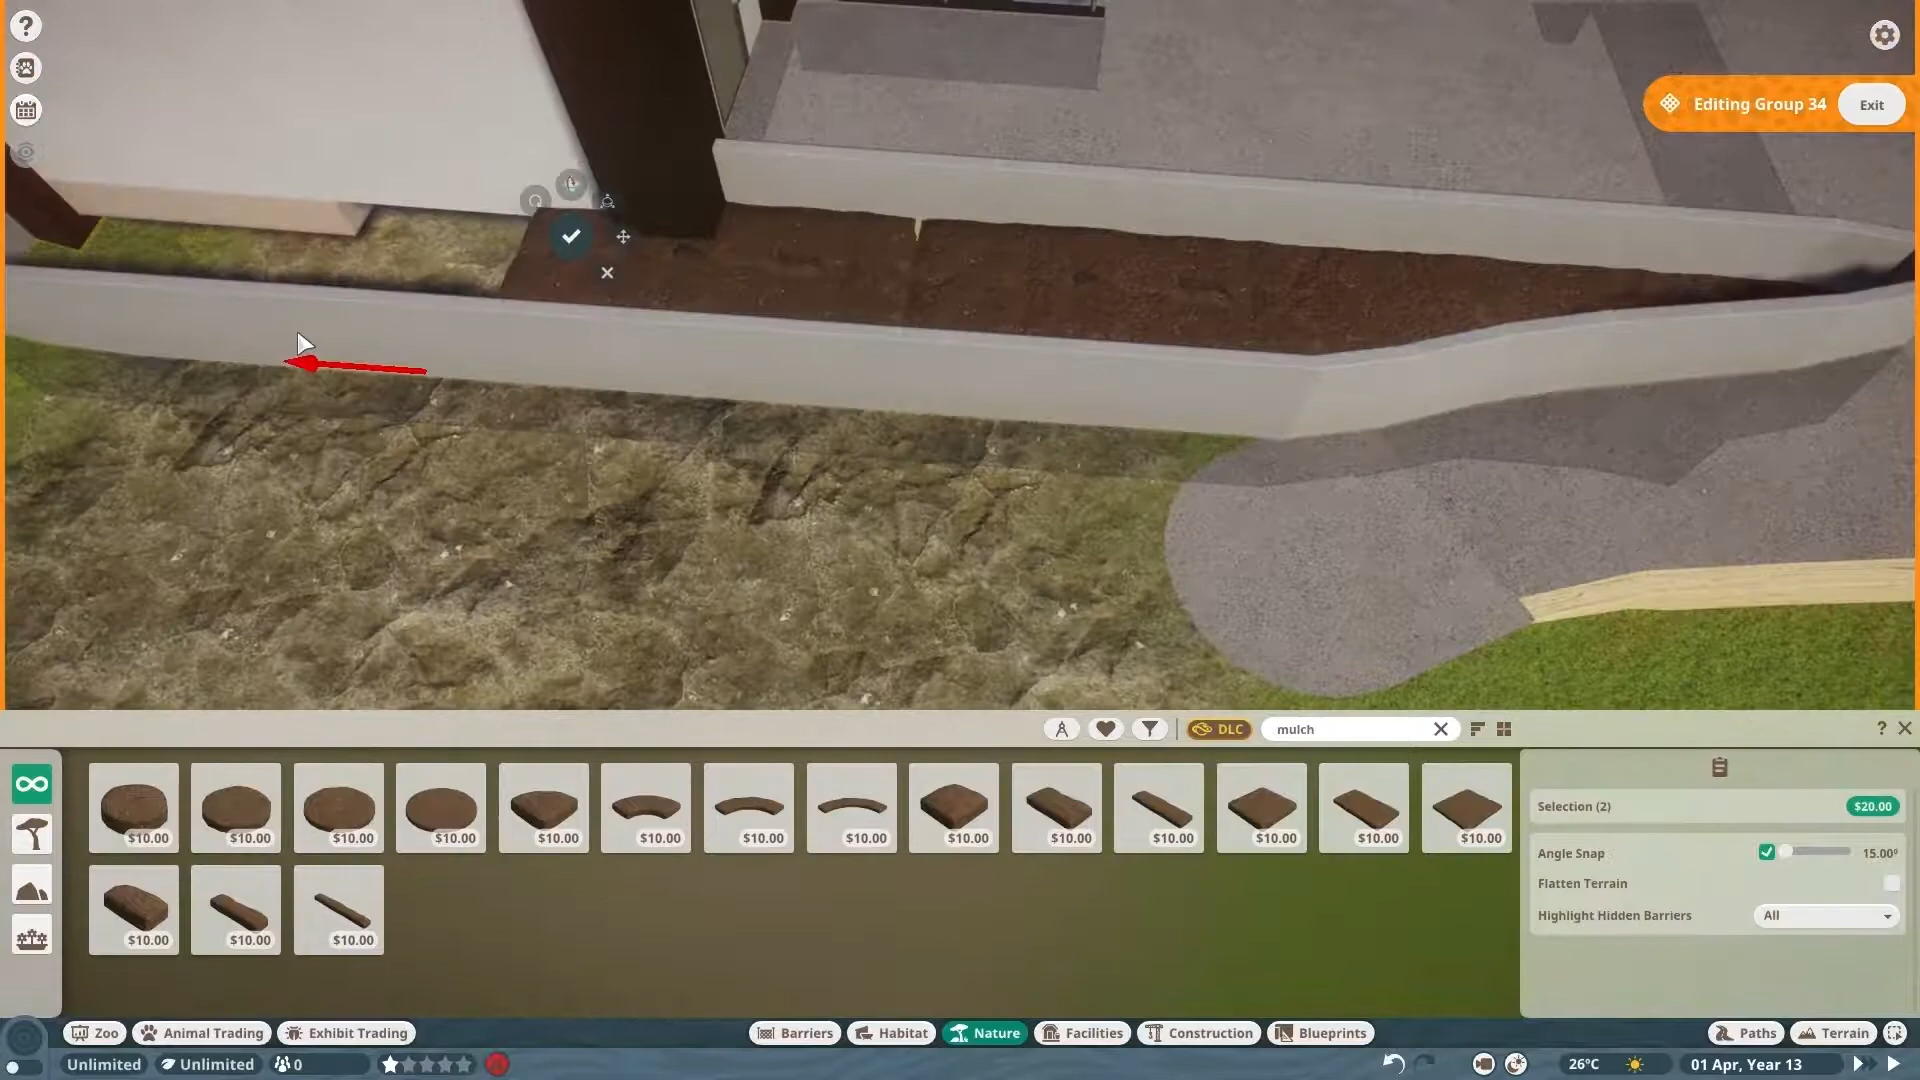 ?
Editing Group 34 Exit
DLC mulch ?
$10.00 $10.00 $10.00 $10.00 $10.00 $10.00 $10.00 $10.00 $10.00 $10.00 $10.00 $10.00 $10.00 $10.00
$10.00 $10.00 $10.00
Selection (2) $20.00
Angle Snap 15.00°
Flatten Terrain
Highlight Hidden Barriers All
Zoo Animal Trading Exhibit Trading Barriers Habitat Nature Facilities Construction Blueprints Paths Terrain
Unlimited Unlimited 0 26°C 01 Apr, Year 13